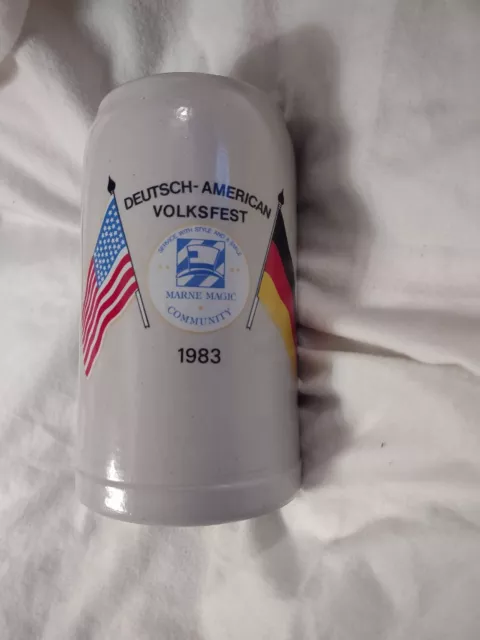 DEUTSCH-AMERICAN
VOLKSFEST
SERVICE WITH STYLE AND A SMILE
MARNE MAGIC
COMMUNITY
1983